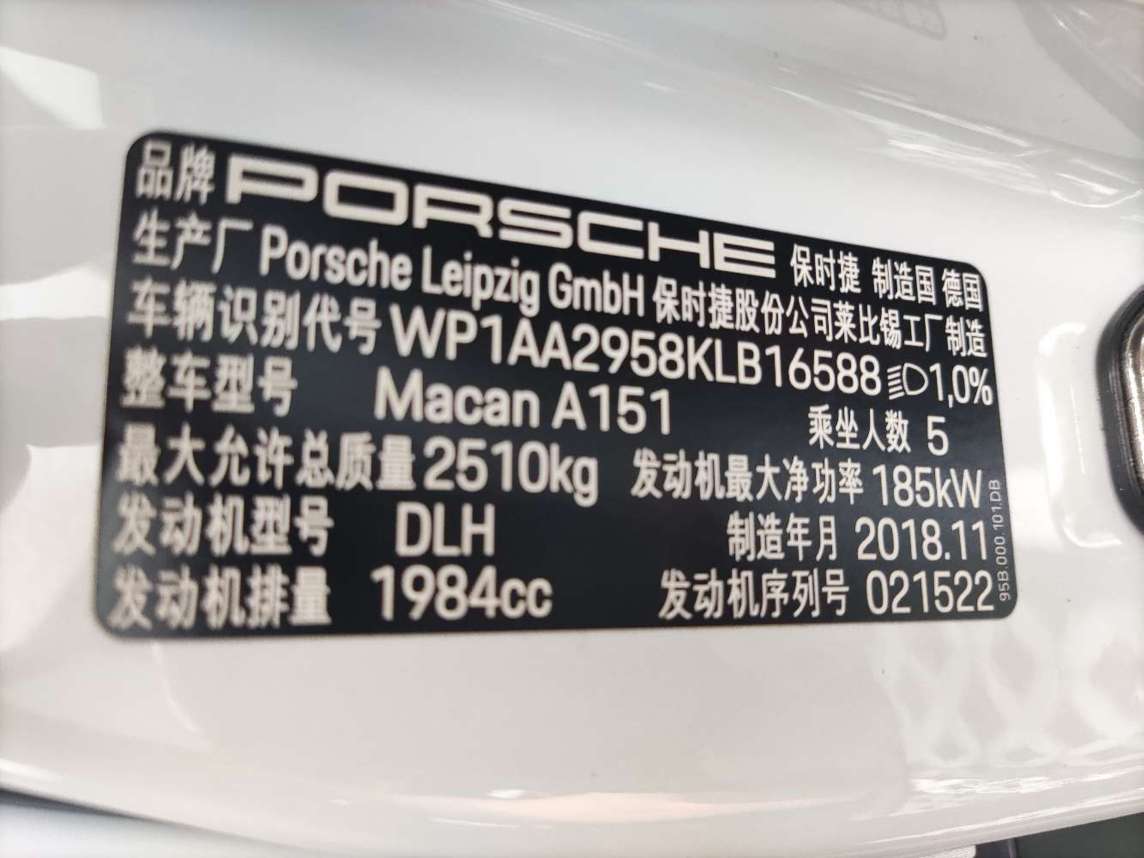 品牌 PORSCHE 保时捷 制造国 德国
生产厂 Porsche Leipzig GmbH 保时捷股份公司莱比锡工厂制造
车辆识别代号 WP1AA2958KLB16588 1,0%
整车型号 Macan A151 乘坐人数 5
最大允许总质量 2510kg 发动机最大净功率 185kW
发动机型号 DLH 制造年月 2018.11
发动机排量 1984cc 发动机序列号 021522
95B.000.101.DB